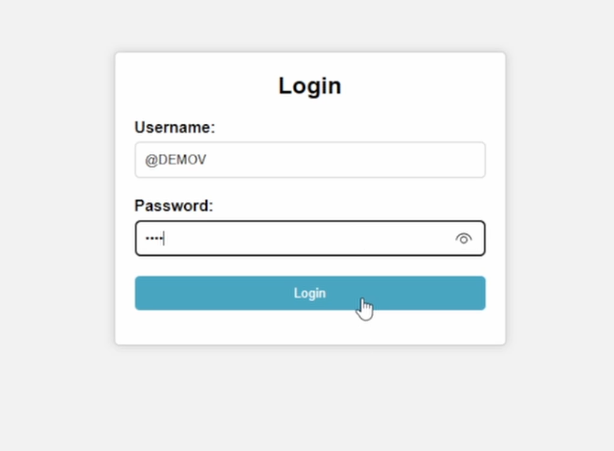 Login
Username:
@DEMOV
Password:
••••
Login